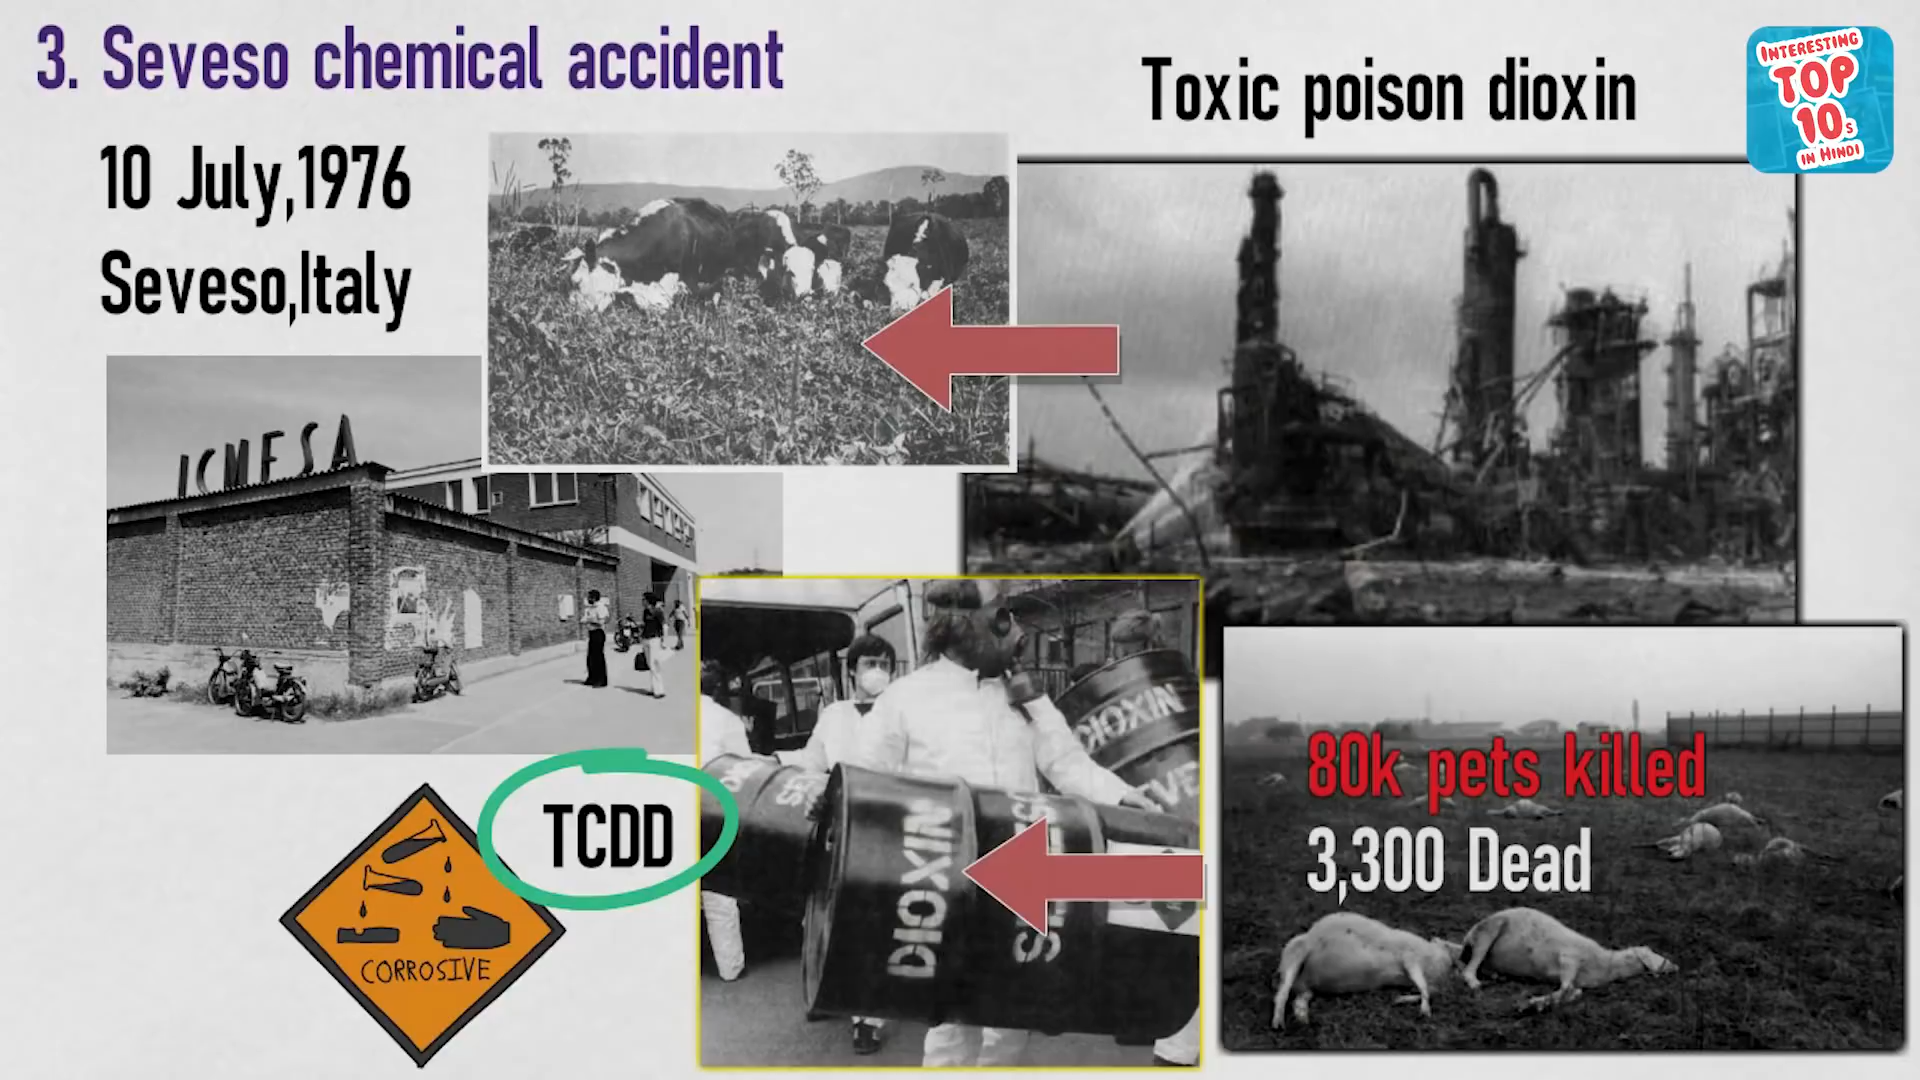 3. Seveso chemical accident
10 July,1976
Seveso,Italy
Toxic poison dioxin
INTERESTING
TOP
10s
IN HINDI
ICMESA
TCDD
CORROSIVE
DIOXIN
DIOXIN
80k pets killed
3,300 Dead